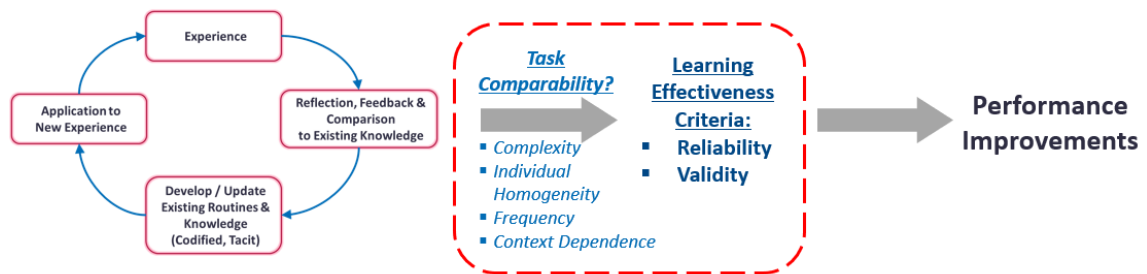 Experience
Application to
New Experience
Reflection, Feedback &
Comparison
to Existing Knowledge
Develop / Update
Existing Routines &
Knowledge
(Codified, Tacit)
Task
Comparability?
▪ Complexity
▪ Individual
Homogeneity
▪ Frequency
▪ Context Dependence
Learning
Effectiveness
Criteria:
▪ Reliability
▪ Validity
Performance
Improvements